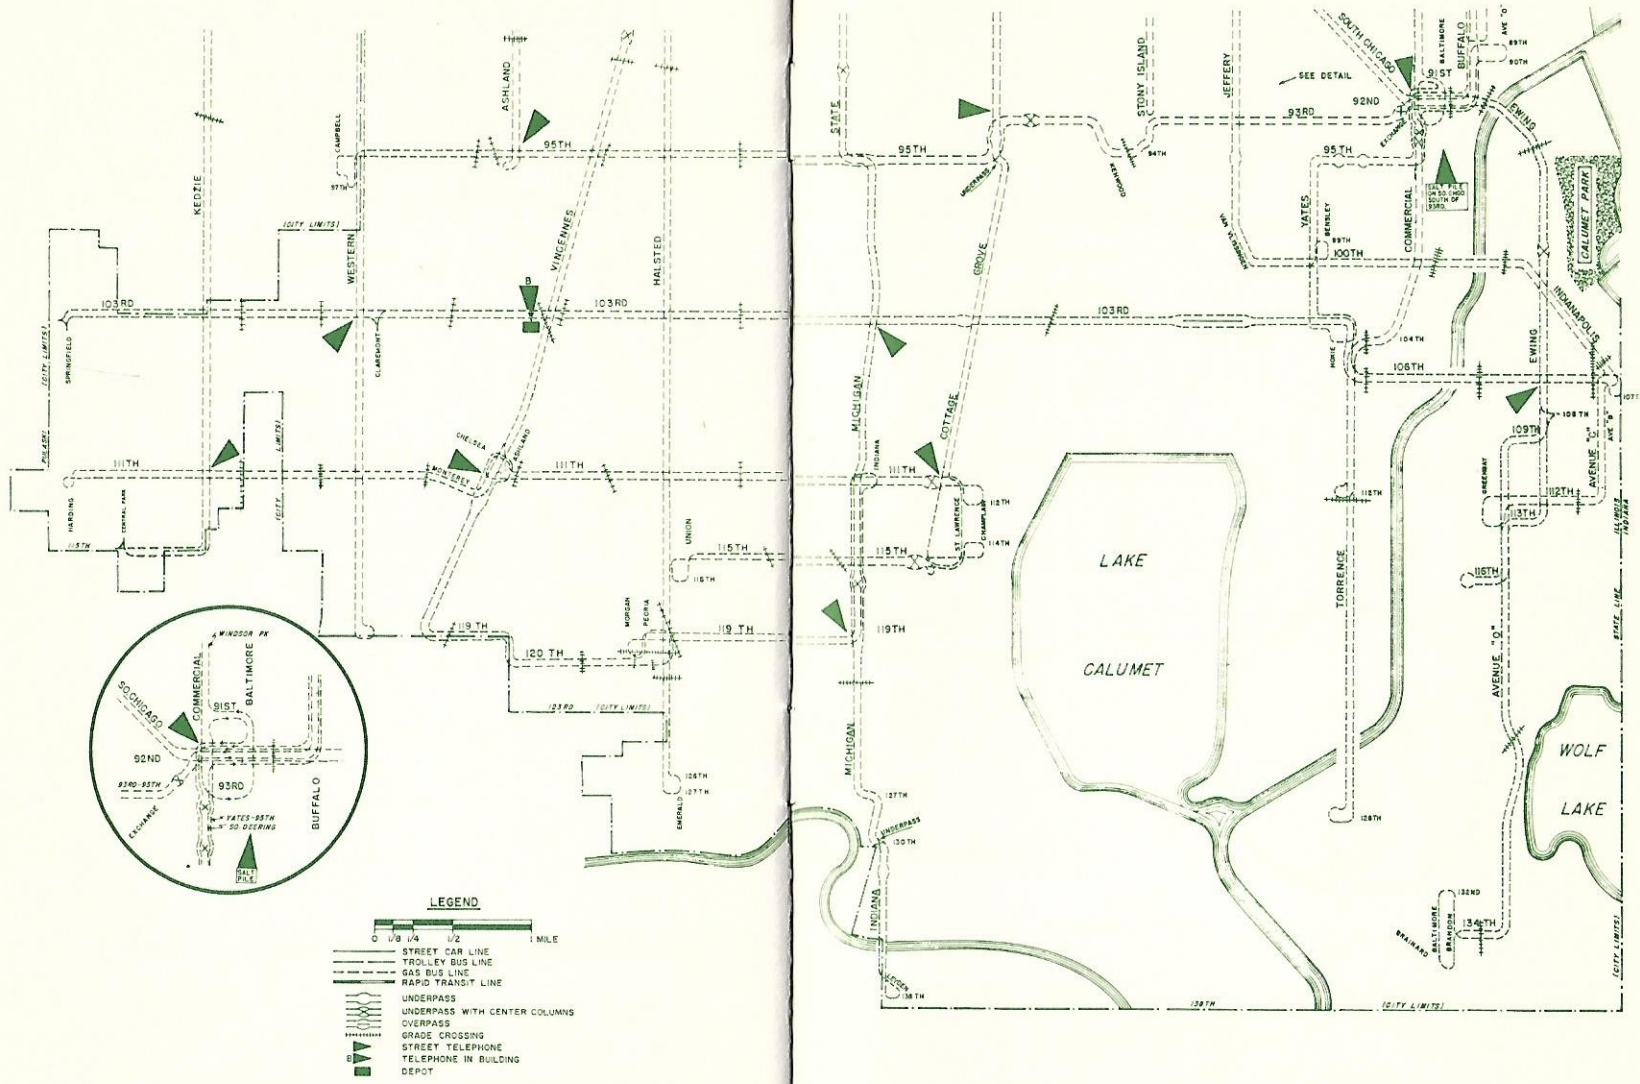 ASHLAND
KEDZIE
CAMPBELL
97TH
95TH
(CITY LIMITS)
WESTERN
VINCENNES
HALSTED
B
103RD
103RD
(CITY LIMITS)
SPRINGFIELD
CLAREMONT
PULASKI
(CITY LIMITS)
CHELSEA
MONTEREY
ASHLAND
111TH
111TH
HARDING
CENTRAL PARK
115TH
UNION
115TH
116TH
MORGAN
PEORIA
119TH
119TH
120 TH
123RD (CITY LIMITS)
126TH
127TH
EMERALD
WINDSOR PK
COMMERCIAL
BALTIMORE
SO. CHICAGO
91ST
92ND
93RD-95TH
93RD
EXCHANGE
BUFFALO
YATES-95TH
SO. DEERING
SALT
PILE
LEGEND
0 1/8 1/4 1/2 1 MILE
STREET CAR LINE
TROLLEY BUS LINE
GAS BUS LINE
RAPID TRANSIT LINE
UNDERPASS
UNDERPASS WITH CENTER COLUMNS
OVERPASS
GRADE CROSSING
STREET TELEPHONE
B TELEPHONE IN BUILDING
DEPOT
STATE
STONY ISLAND
JEFFERY
SOUTH CHICAGO
BALTIMORE
BUFFALO
AVE "O"
89TH
90TH
91ST
SEE DETAIL
92ND
93RD
EWING
EXCHANGE
95TH
UNDERPASS
KENWOOD
94TH
95TH
SALT PILE
ON SO. CHGO.
SOUTH OF
93RD.
CALUMET PARK
YATES
BENSLEY
COMMERCIAL
VAN VLISSINGEN
99TH
100TH
GROVE
103RD
INDIANAPOLIS
HOXIE
104TH
EWING
106TH
107T
MICHIGAN
COTTAGE
108TH
109TH
AVENUE "C"
AVE "B"
INDIANA
111TH
112TH
ST LAWRENCE
CHAMPLAIN
114TH
115TH
112TH
GREENBAY
112TH
113TH
ILLINOIS
INDIANA
LAKE
CALUMET
TORRENCE
116TH
STATE LINE
119TH
AVENUE "O"
MICHIGAN
WOLF
LAKE
127TH
UNDERPASS
130TH
128TH
INDIANA
132ND
BALTIMORE
BRANDON
BRAINARD
134TH
(CITY LIMITS)
LEYDEN
138TH
138TH
(CITY LIMITS)